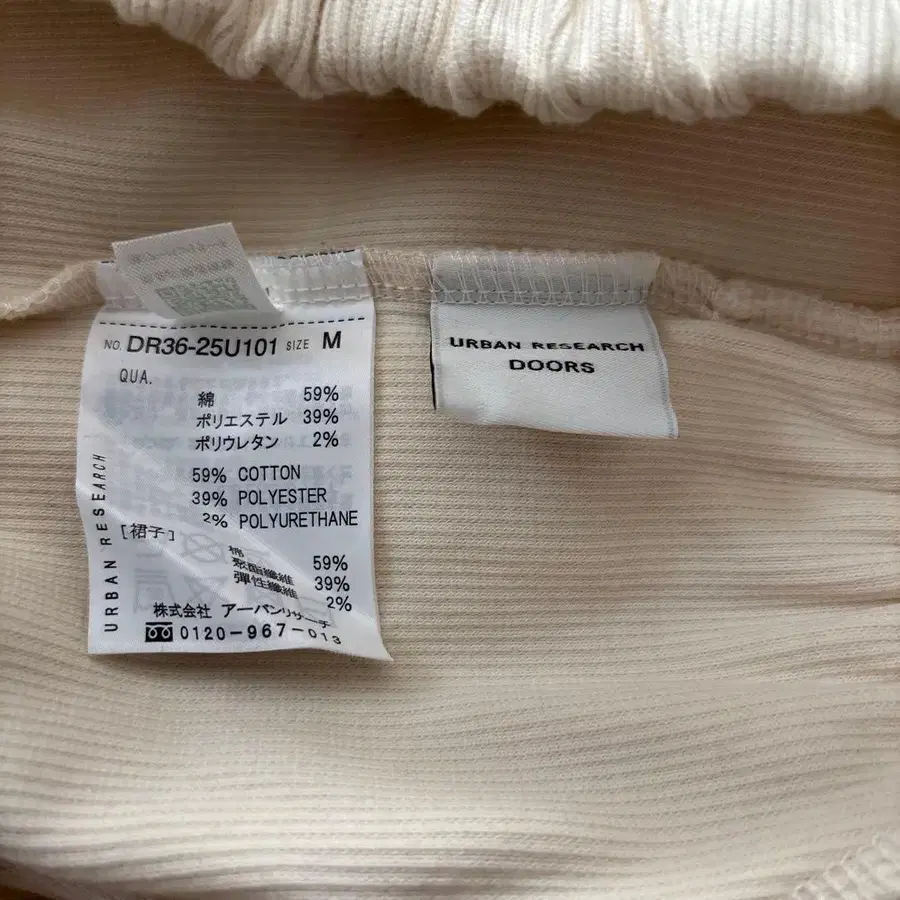 NO. DR36-25U101 SIZE M
QUA.
綿 59%
ポリエステル 39%
ポリウレタン 2%
59% COTTON
39% POLYESTER
2% POLYURETHANE
[裙子]
棉 59%
聚酯纖維 39%
彈性纖維 2%
株式会社 アーバンリサーチ
0120-967-013
URBAN RESEARCH
URBAN RESEARCH
DOORS